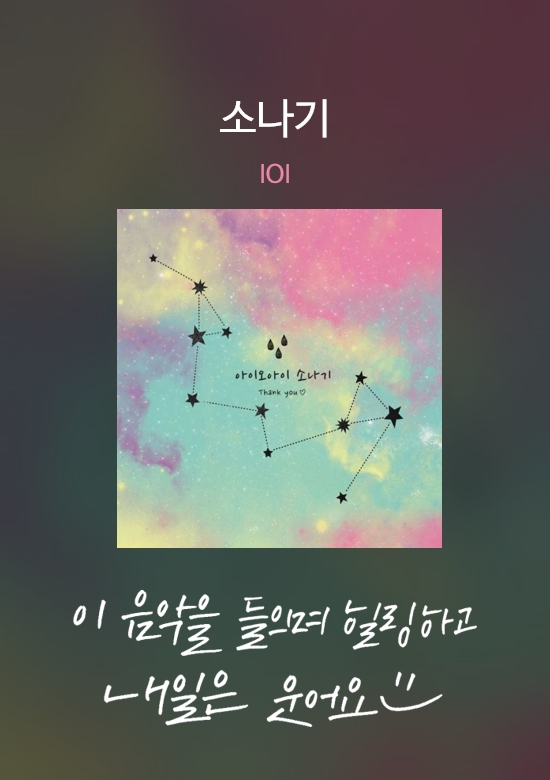 소나기
IOI
아이오아이 소나기
Thank you♡
이 음악을 들으며 힐링하고
내일은 웃어요